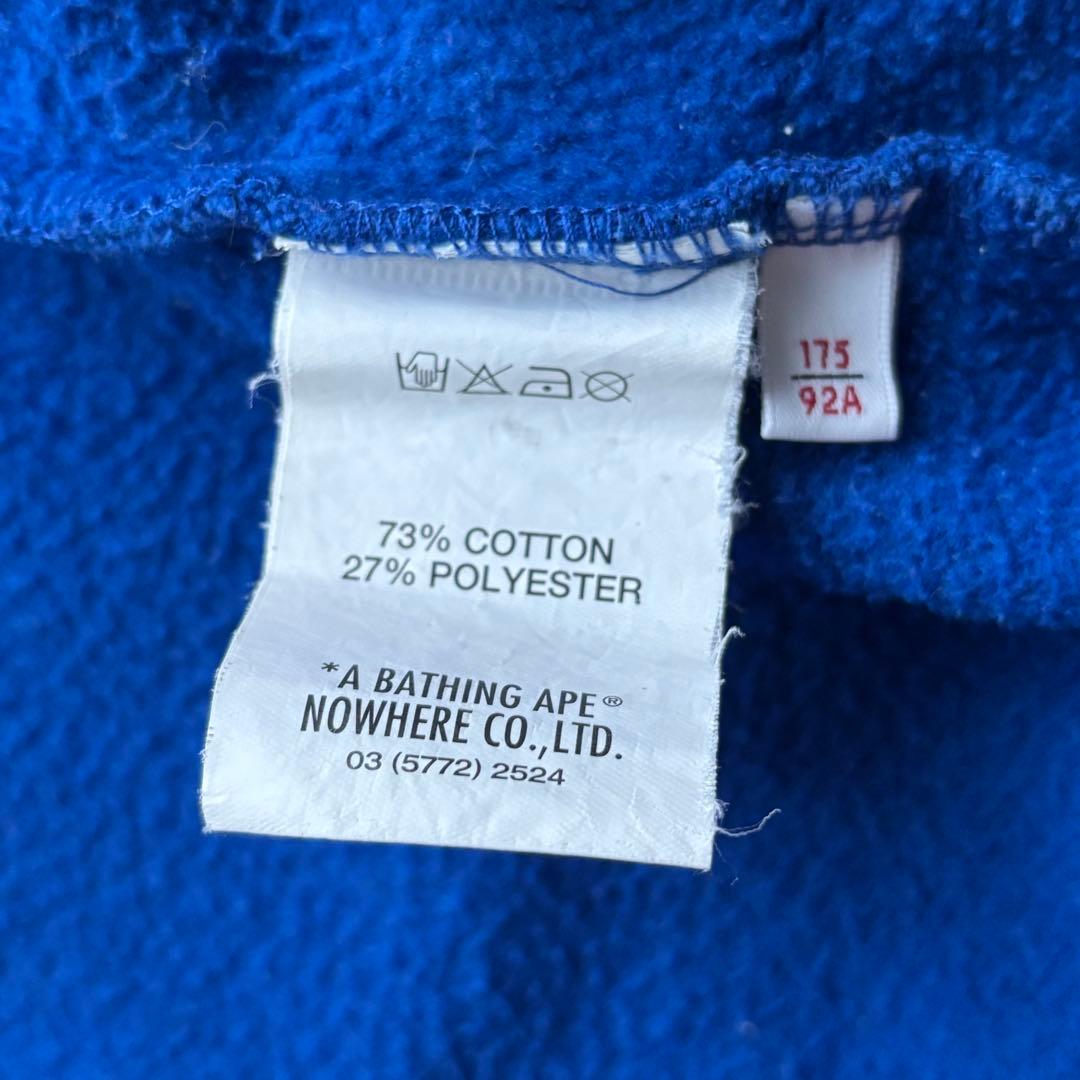 73% COTTON
27% POLYESTER
*A BATHING APE®
NOWHERE CO.,LTD.
03 (5772) 2524
175
92A